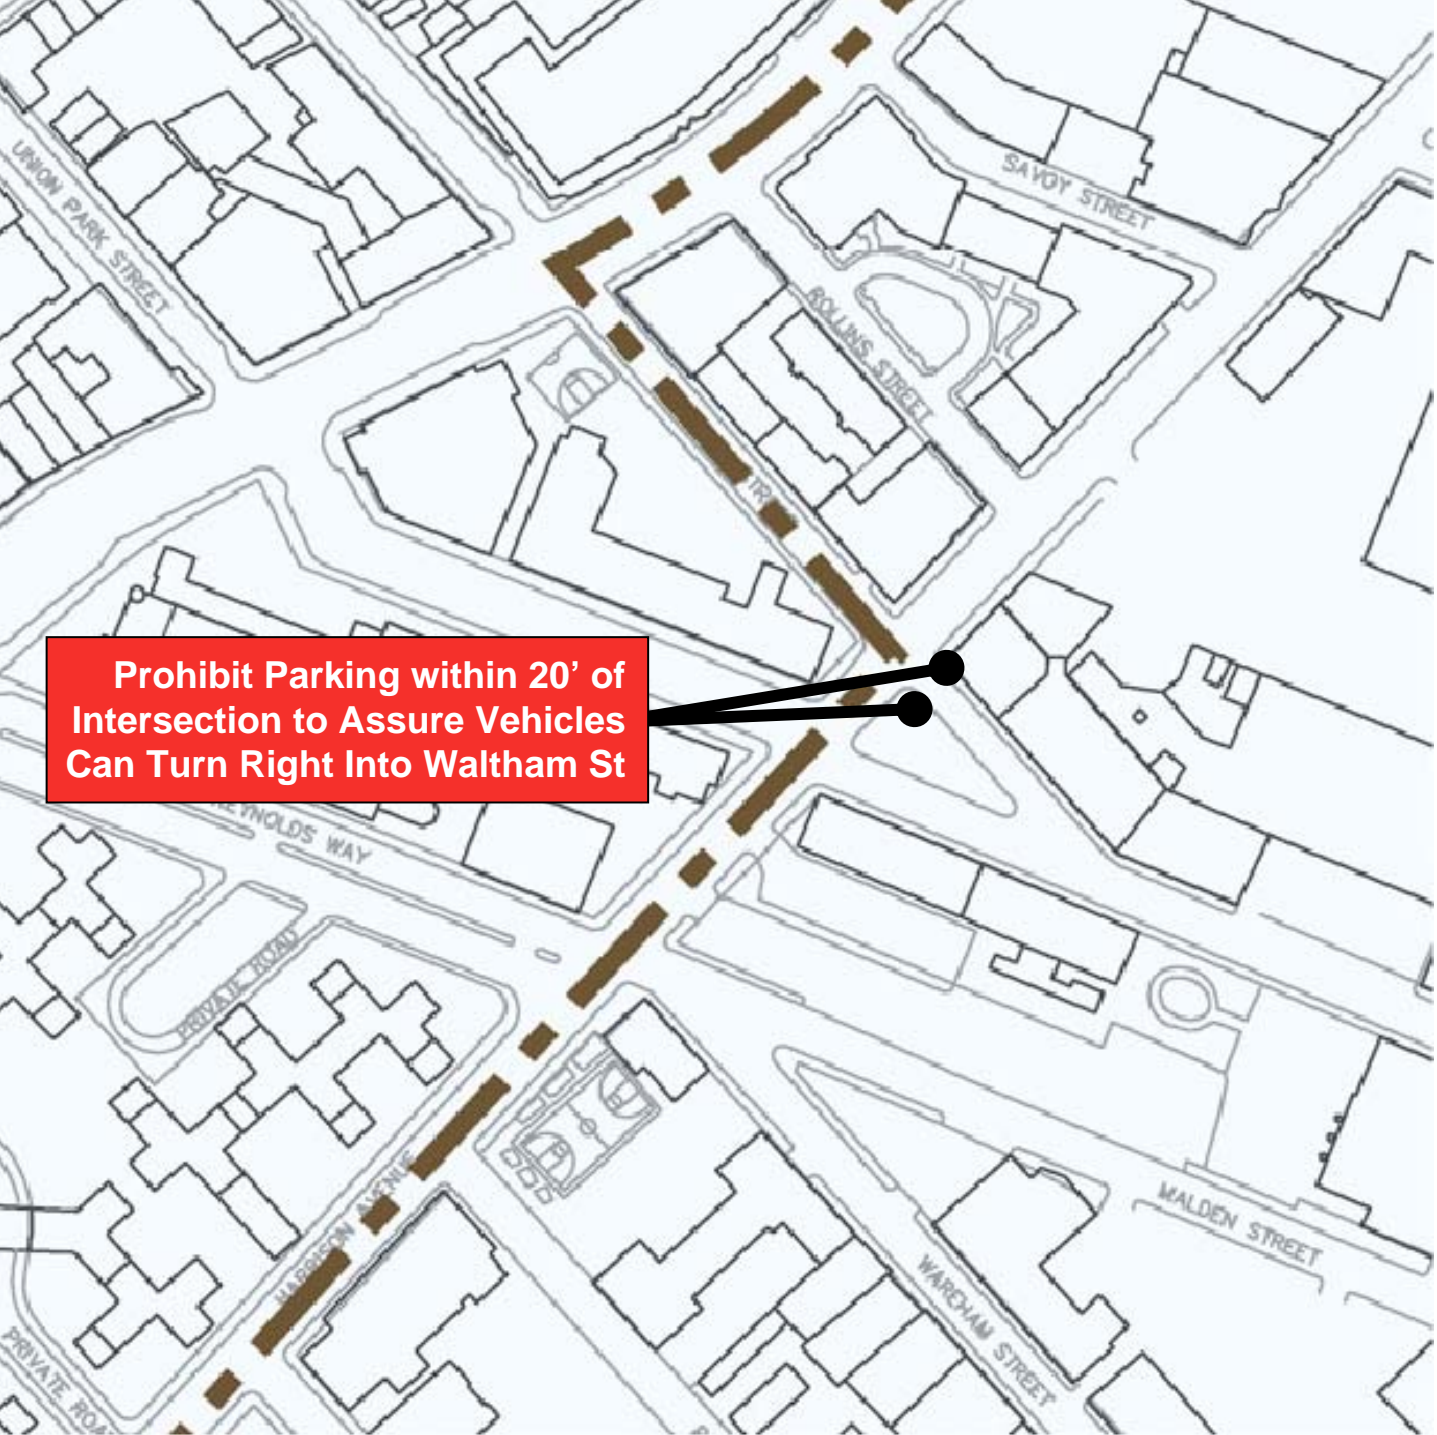 SAVOY STREET
UNION PARK STREET
ROLLINS STREET
Prohibit Parking within 20’ of
Intersection to Assure Vehicles
Can Turn Right Into Waltham St
REYNOLDS WAY
PRIVATE ROAD
HARRISON AVENUE
MALDEN STREET
WAREHAM STREET
PRIVATE ROAD